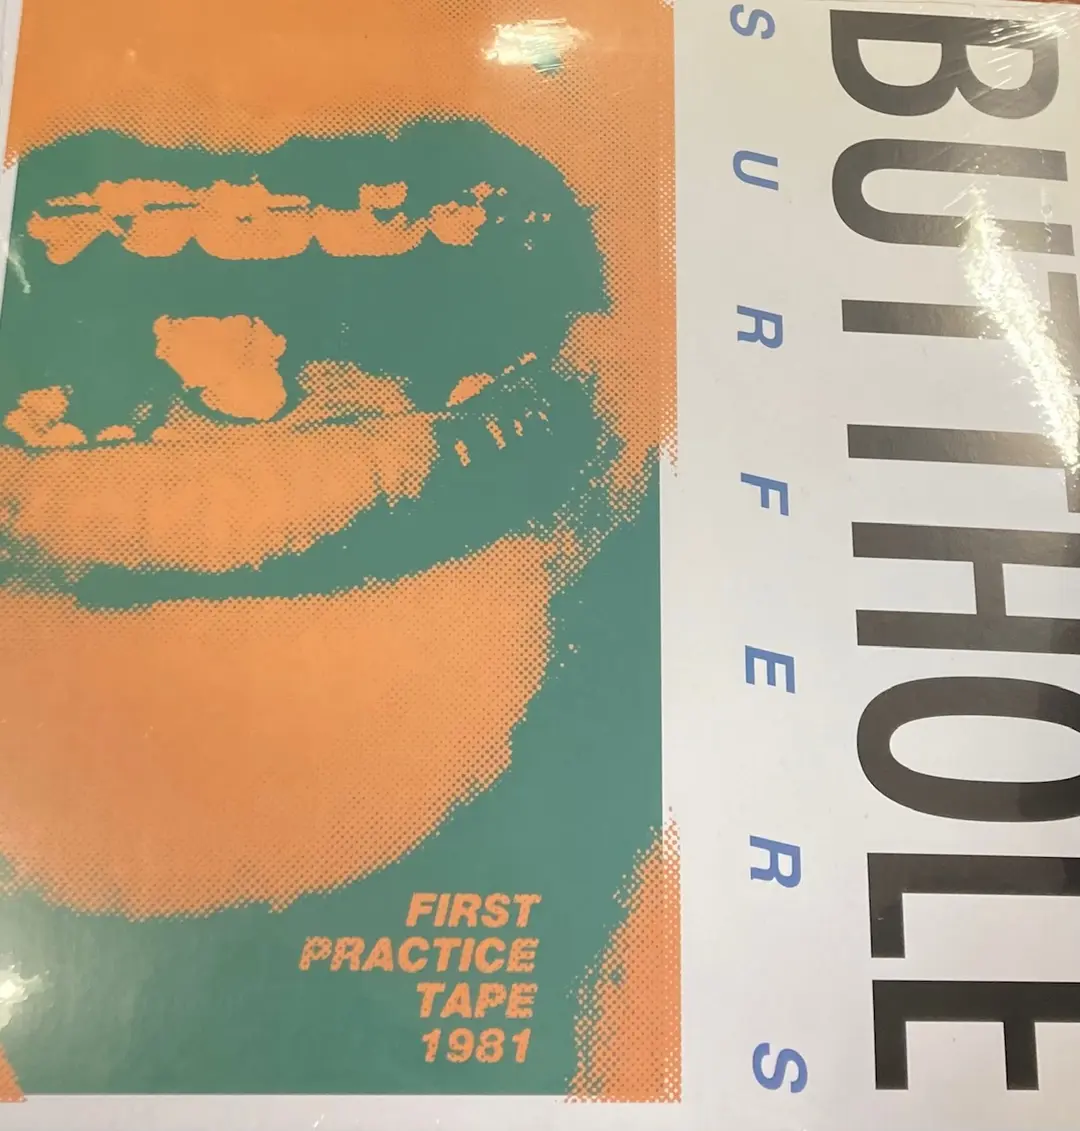 BUTTHOLE
SURFERS
FIRST
PRACTICE
TAPE
1981